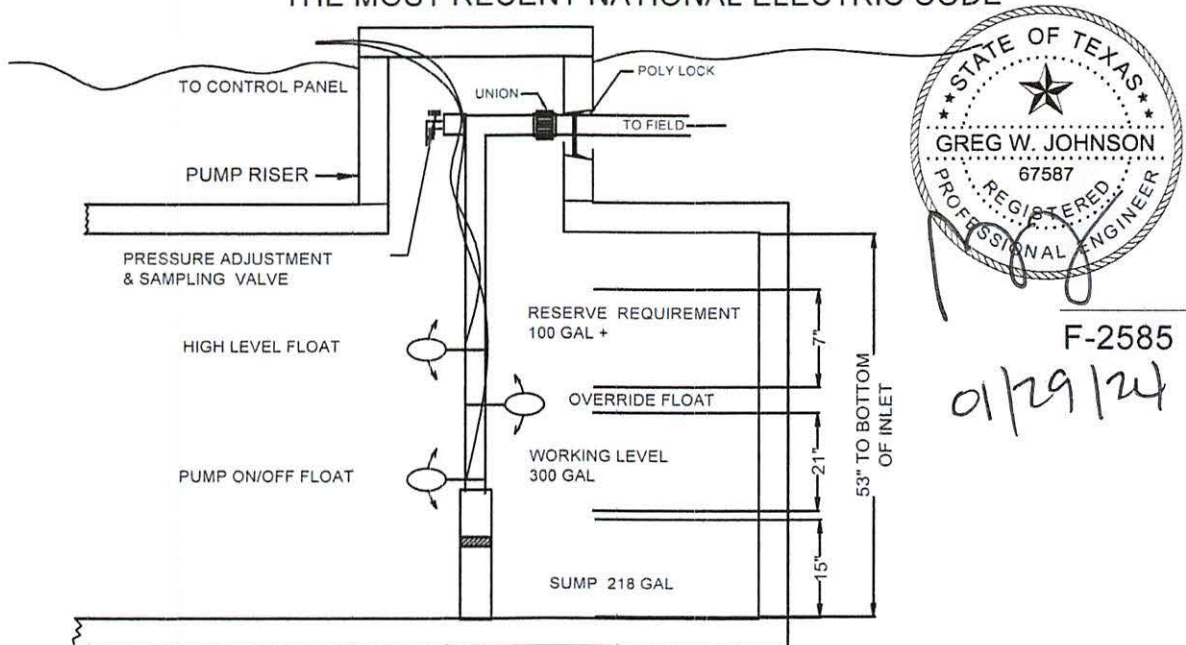 THE MOST RECENT NATIONAL ELECTRIC CODE
TO CONTROL PANEL
UNION
POLY LOCK
TO FIELD
PUMP RISER
PRESSURE ADJUSTMENT
& SAMPLING VALVE
RESERVE REQUIREMENT
100 GAL +
7"
HIGH LEVEL FLOAT
OVERRIDE FLOAT
PUMP ON/OFF FLOAT
WORKING LEVEL
300 GAL
21"
53" TO BOTTOM
OF INLET
15"
SUMP 218 GAL
STATE OF TEXAS
GREG W. JOHNSON
67587
REGISTERED
PROFESSIONAL ENGINEER
F-2585
01/29/24